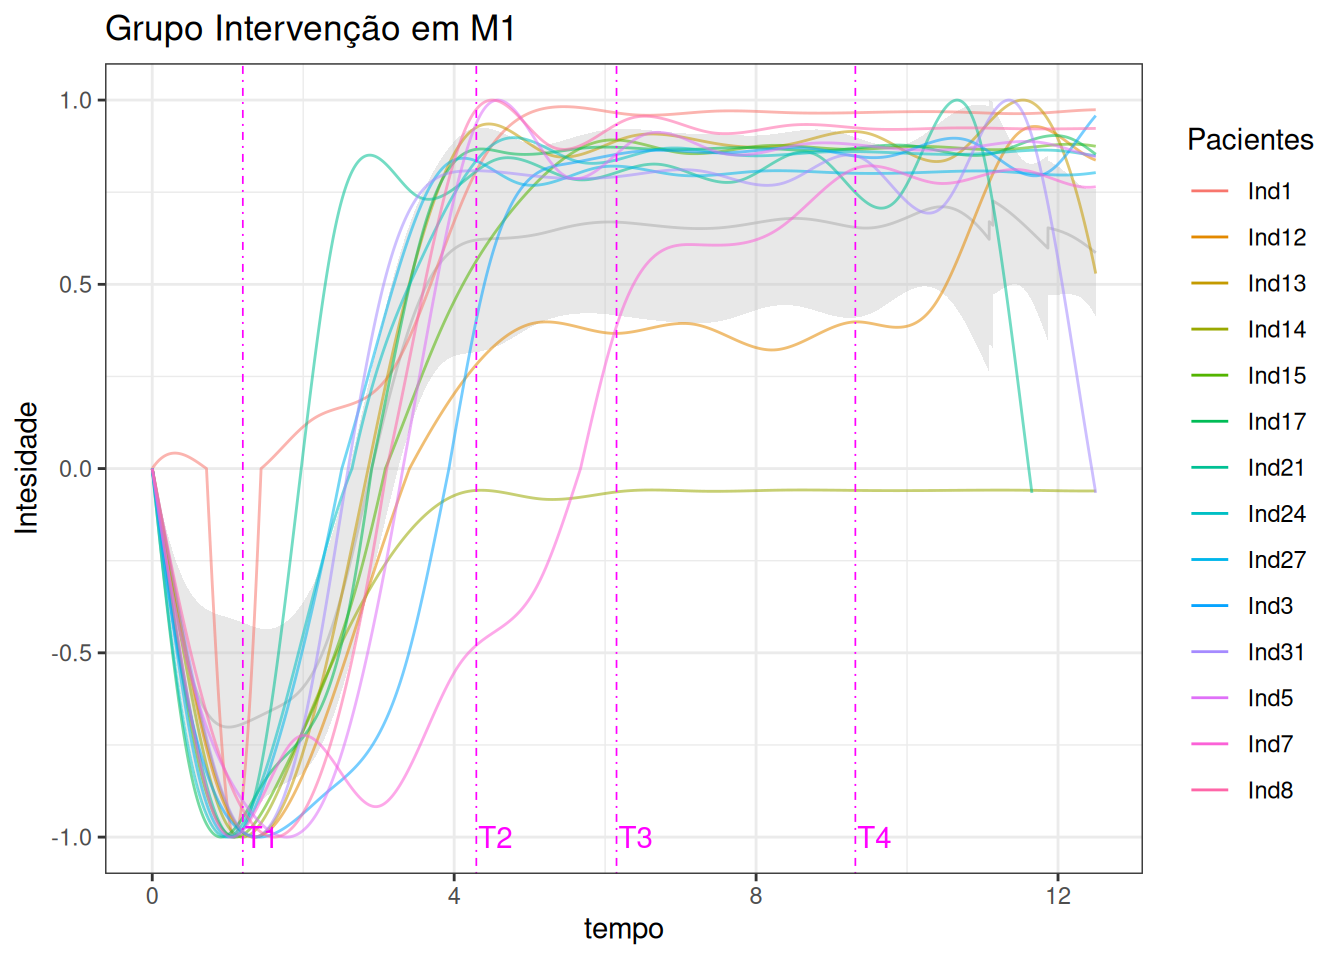 Grupo Intervenção em M1
Intesidade
1.0
0.5
0.0
-0.5
-1.0
T1
T2
T3
T4
0
4
8
12
tempo
Pacientes
Ind1
Ind12
Ind13
Ind14
Ind15
Ind17
Ind21
Ind24
Ind27
Ind3
Ind31
Ind5
Ind7
Ind8